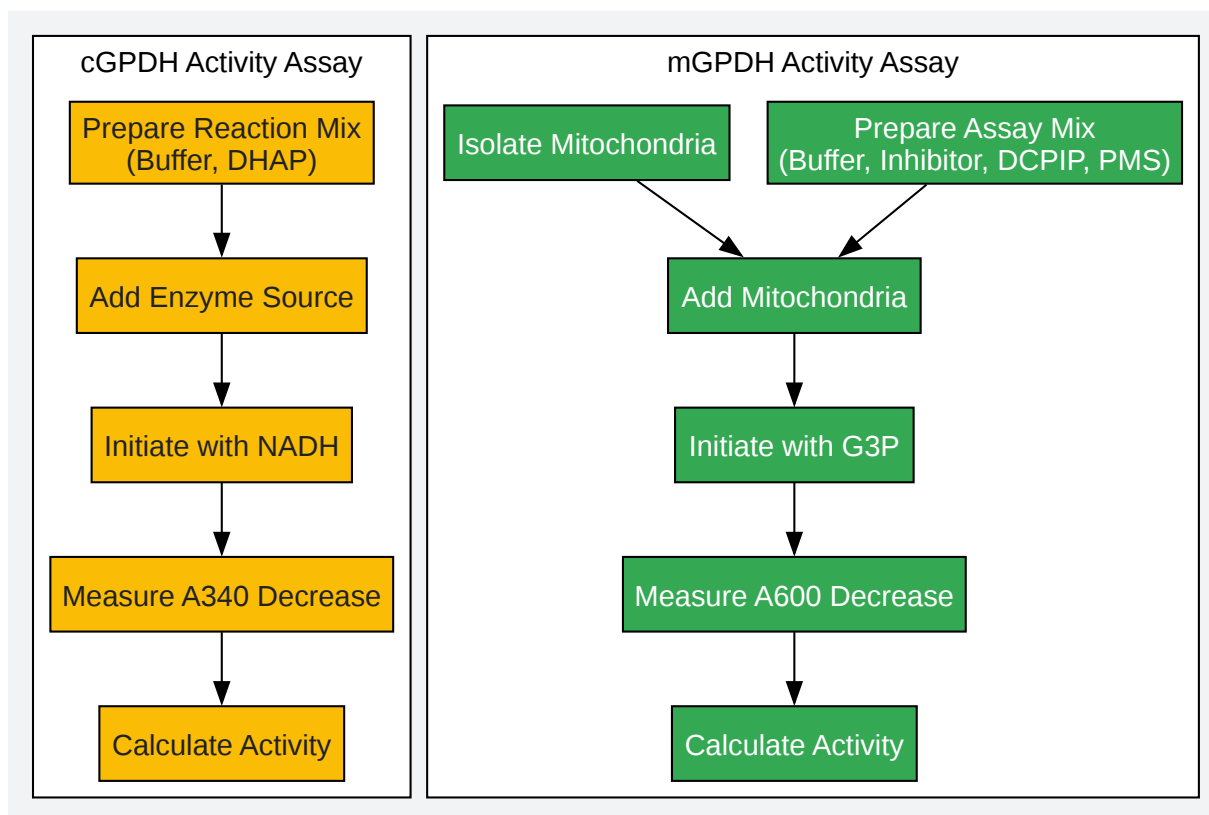 cGPDH Activity Assay
Prepare Reaction Mix
(Buffer, DHAP)
Add Enzyme Source
Initiate with NADH
Measure A340 Decrease
Calculate Activity
mGPDH Activity Assay
Isolate Mitochondria
Prepare Assay Mix
(Buffer, Inhibitor, DCPIP, PMS)
Add Mitochondria
Initiate with G3P
Measure A600 Decrease
Calculate Activity